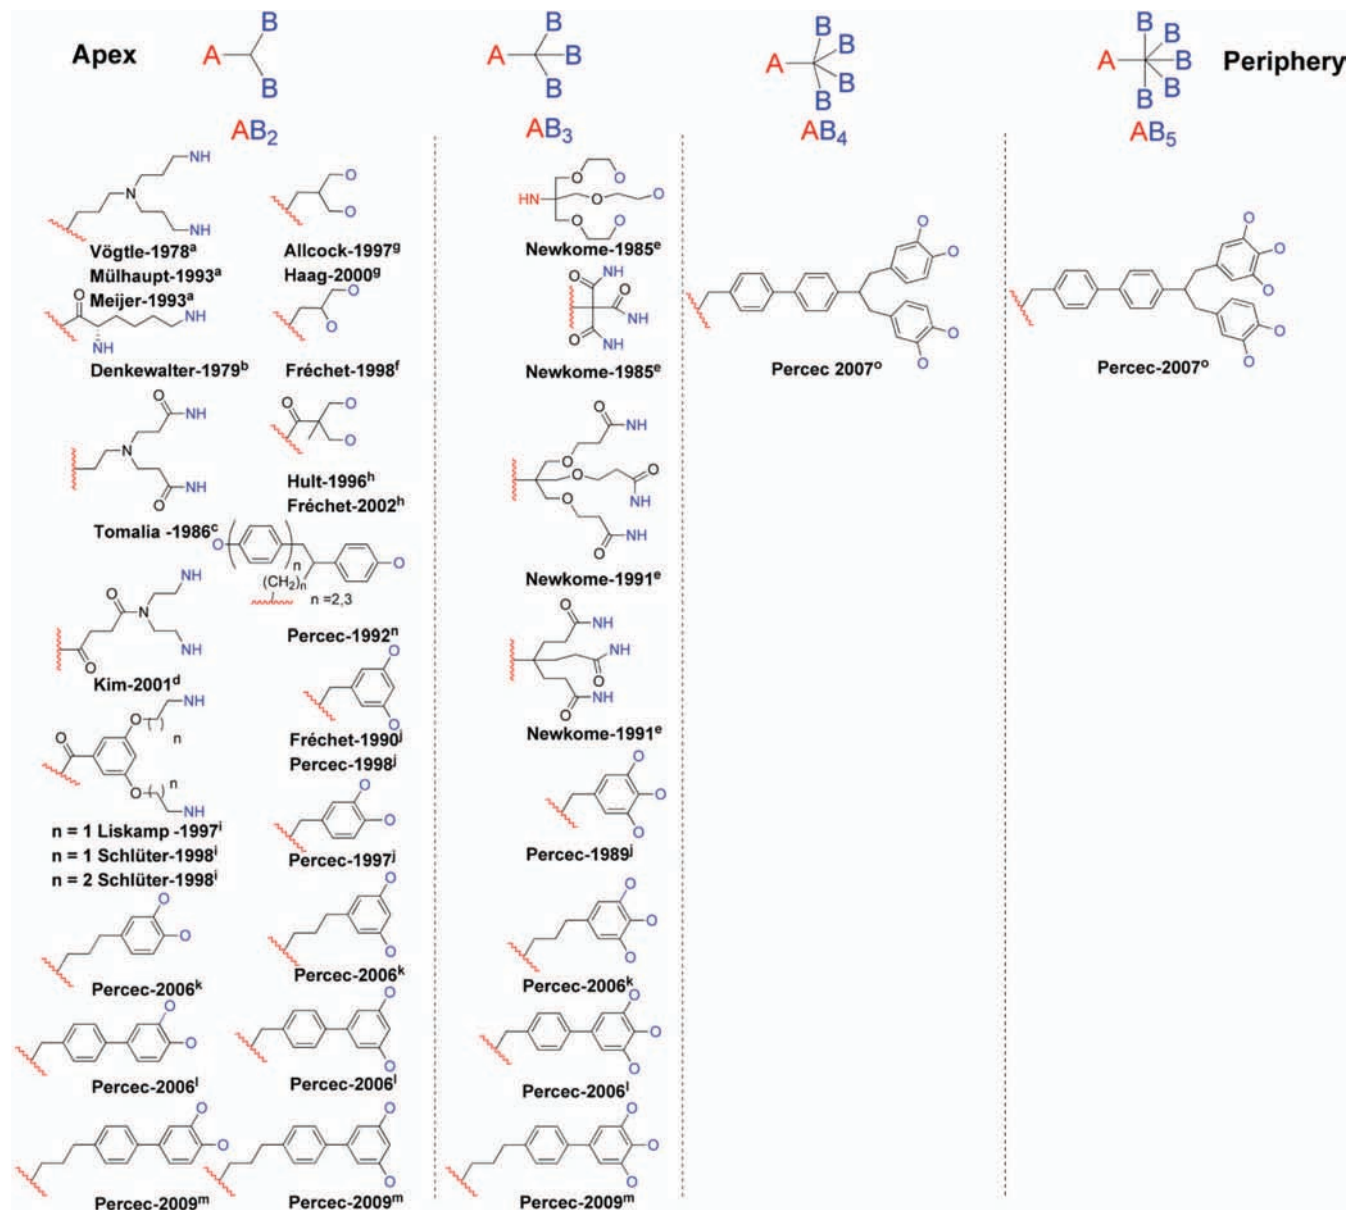 Apex
A
B
B
AB2
A
B
B
B
AB3
A
B
B
B
B
AB4
A
B
B
B
B
B
AB5
Periphery
NH
N
NH
Vögtle-1978a
Mülhaupt-1993a
Meijer-1993a
O
NH
NH
Denkewalter-1979b
O
NH
N
NH
O
Tomalia -1986c
NH
O
N
O
NH
Kim-2001d
NH
O
n
O
n
O
NH
n = 1 Liskamp -1997i
n = 1 Schlüter-1998i
n = 2 Schlüter-1998i
O
O
Percec-2006k
O
O
Percec-2006l
O
O
Percec-2009m
O
O
Allcock-1997g
Haag-2000g
O
O
Fréchet-1998f
O
O
O
Hult-1996h
Fréchet-2002h
O
n
O
(CH2)n
n =2,3
Percec-1992n
O
O
Fréchet-1990j
Percec-1998j
O
O
Percec-1997j
O
O
Percec-2006k
O
O
Percec-2006l
O
O
Percec-2009m
O
O
HN
O
O
O
O
Newkome-1985e
O
NH
O
NH
O
NH
Newkome-1985e
O
NH
O
O
O
NH
O
NH
O
Newkome-1991e
O
NH
NH
O
NH
O
Newkome-1991e
O
O
O
Percec-1989j
O
O
O
Percec-2006k
O
O
O
Percec-2006l
O
O
O
Percec-2009m
O
O
O
O
Percec 2007o
O
O
O
O
O
Percec-2007o